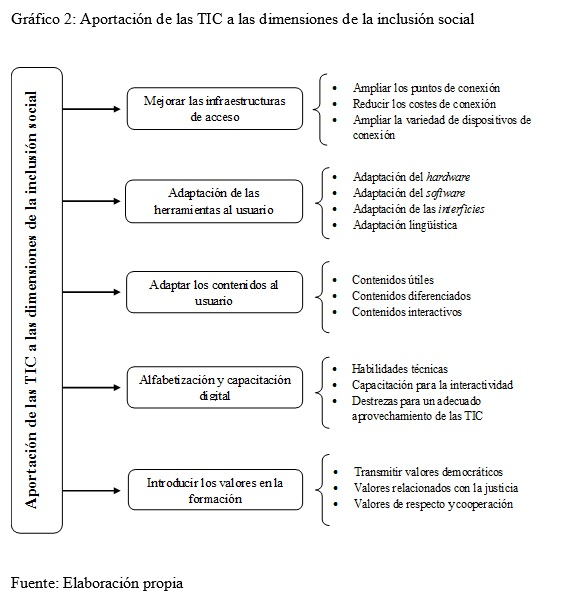 Gráfico 2: Aportación de las TIC a las dimensiones de la inclusión social
Aportación de las TIC a las dimensiones de la inclusión social
Mejorar las infraestructuras
de acceso
• Ampliar los puntos de conexión
• Reducir los costes de conexión
• Ampliar la variedad de dispositivos de
conexión
Adaptación de las
herramientas al usuario
• Adaptación del hardware
• Adaptación del software
• Adaptación de las interficies
• Adaptación lingüística
Adaptar los contenidos al
usuario
• Contenidos útiles
• Contenidos diferenciados
• Contenidos interactivos
Alfabetización y capacitación
digital
• Habilidades técnicas
• Capacitación para la interactividad
• Destrezas para un adecuado
aprovechamiento de las TIC
Introducir los valores en la
formación
• Transmitir valores democráticos
• Valores relacionados con la justicia
• Valores de respeto y cooperación
Fuente: Elaboración propia